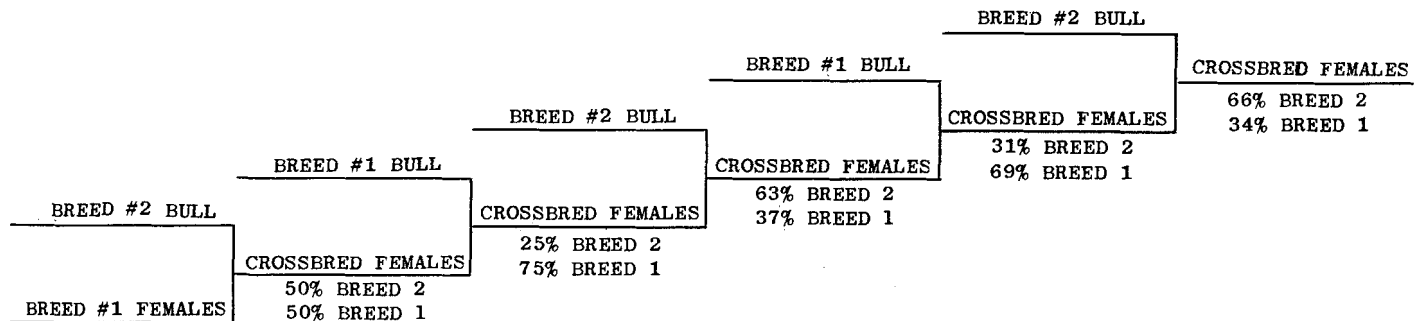 BREED #2 BULL
BREED #1 BULL
CROSSBRED FEMALES
66% BREED 2
34% BREED 1
BREED #2 BULL
CROSSBRED FEMALES
31% BREED 2
69% BREED 1
BREED #1 BULL
CROSSBRED FEMALES
63% BREED 2
37% BREED 1
BREED #2 BULL
CROSSBRED FEMALES
25% BREED 2
75% BREED 1
CROSSBRED FEMALES
50% BREED 2
50% BREED 1
BREED #1 FEMALES